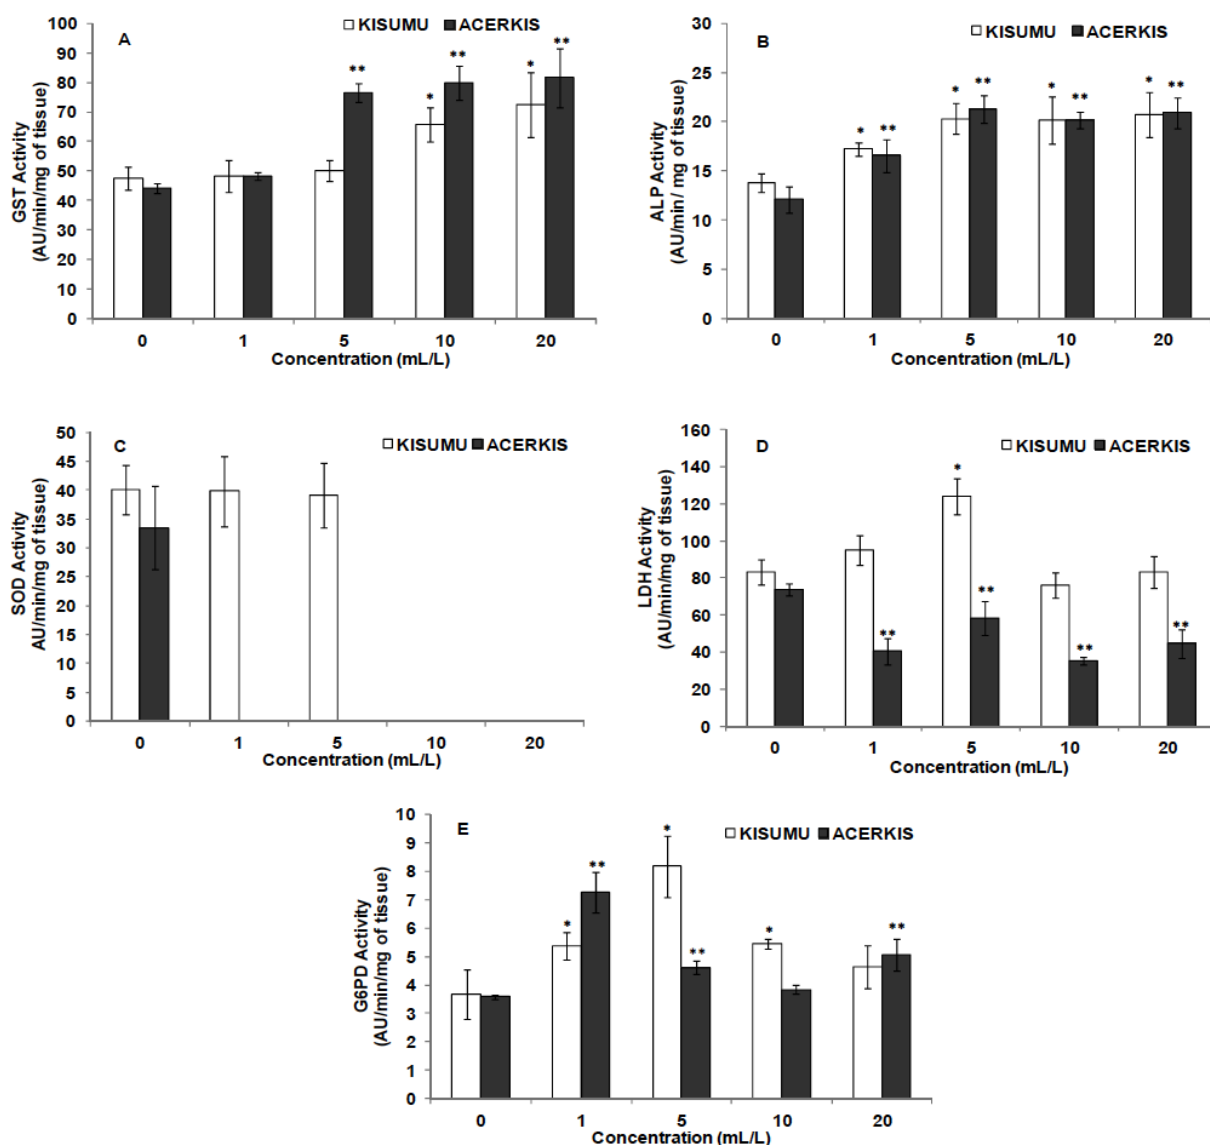 A
KISUMU ACERKIS
GST Activity
(AU/min/mg of tissue)
100
90
80
70
60
50
40
30
20
10
0
* ** ** * **
0 1 5 10 20
Concentration (mL/L)
B
KISUMU ACERKIS
ALP Activity
(AU/min/ mg of tissue)
30
25
20
15
10
5
0
* ** * ** * ** * **
0 1 5 10 20
Concentration (mL/L)
C
KISUMU ACERKIS
SOD Activity
AU/min/mg of tissue)
50
45
40
35
30
25
20
15
10
5
0
0 1 5 10 20
Concentration (mL/L)
D
KISUMU ACERKIS
LDH Activity
(AU/min/mg of tissue)
160
140
120
100
80
60
40
20
0
** * ** ** **
0 1 5 10 20
Concentration (mL/L)
E
KISUMU ACERKIS
G6PD Activity
(AU/min/mg of tissue)
10
9
8
7
6
5
4
3
2
1
0
* ** * ** * **
0 1 5 10 20
Concentration (mL/L)